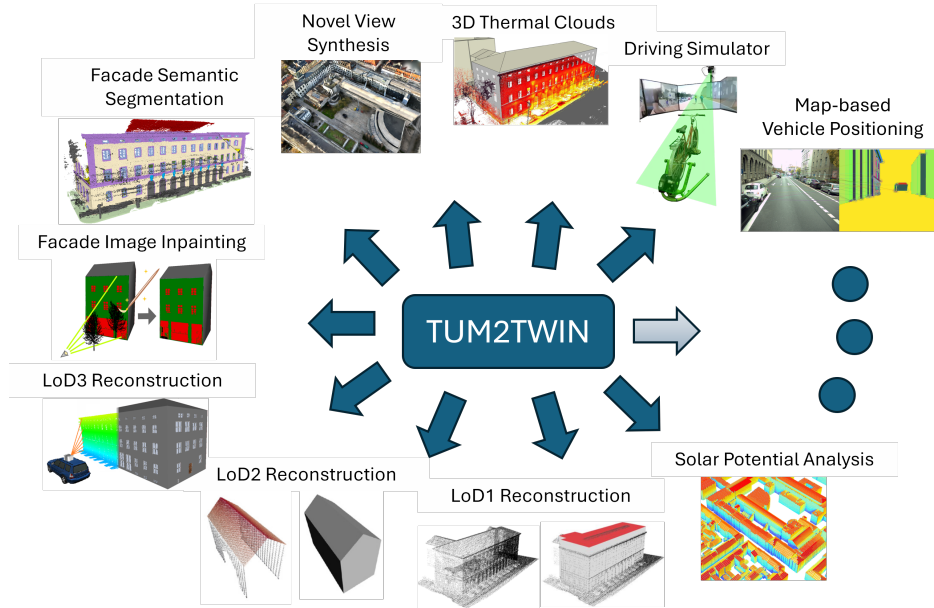 Novel View
Synthesis
3D Thermal Clouds
Driving Simulator
Facade Semantic
Segmentation
Map-based
Vehicle Positioning
Facade Image Inpainting
TUM2TWIN
LoD3 Reconstruction
LoD2 Reconstruction
LoD1 Reconstruction
Solar Potential Analysis